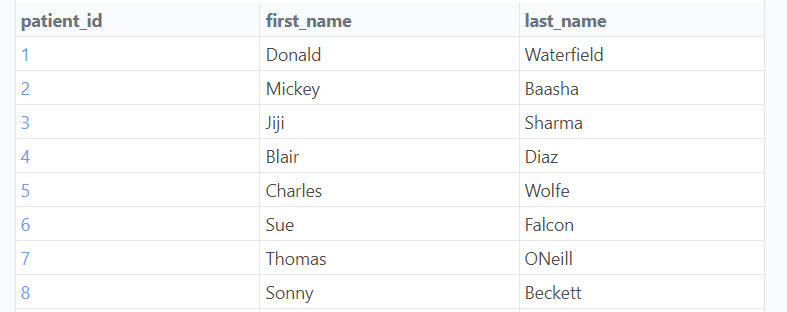 patient_id first_name last_name
1 Donald Waterfield
2 Mickey Baasha
3 Jiji Sharma
4 Blair Diaz
5 Charles Wolfe
6 Sue Falcon
7 Thomas ONeill
8 Sonny Beckett